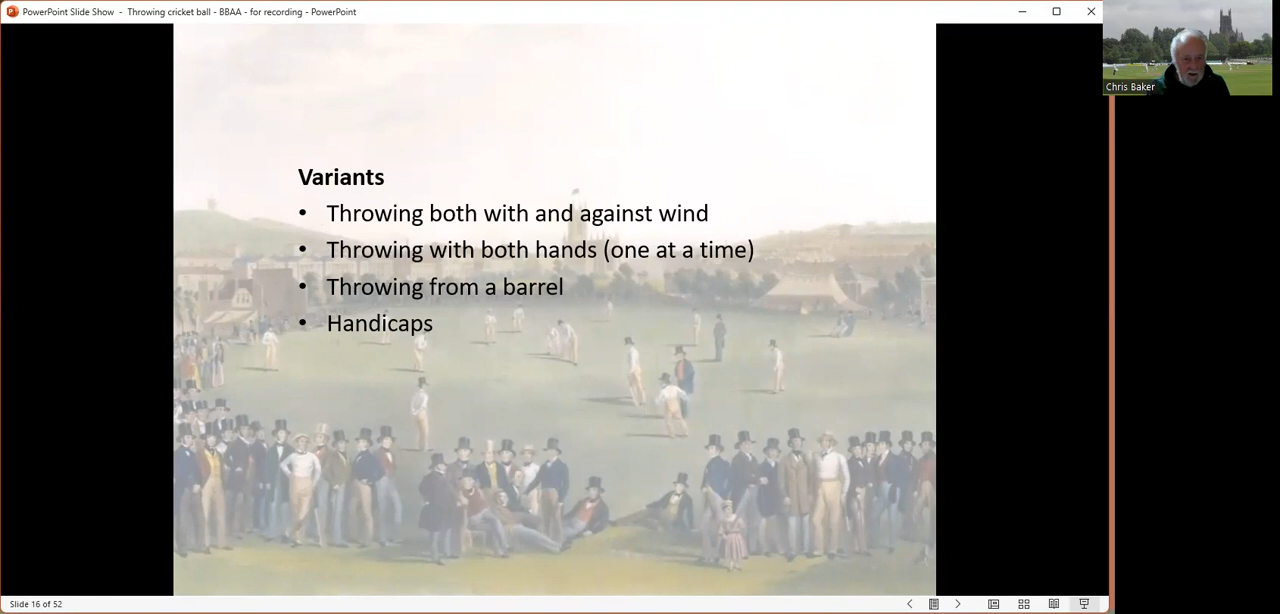 PowerPoint Slide Show - Throwing cricket ball - BBAA - for recording - PowerPoint
Chris Baker
Variants
• Throwing both with and against wind
• Throwing with both hands (one at a time)
• Throwing from a barrel
• Handicaps
Slide 16 of 52